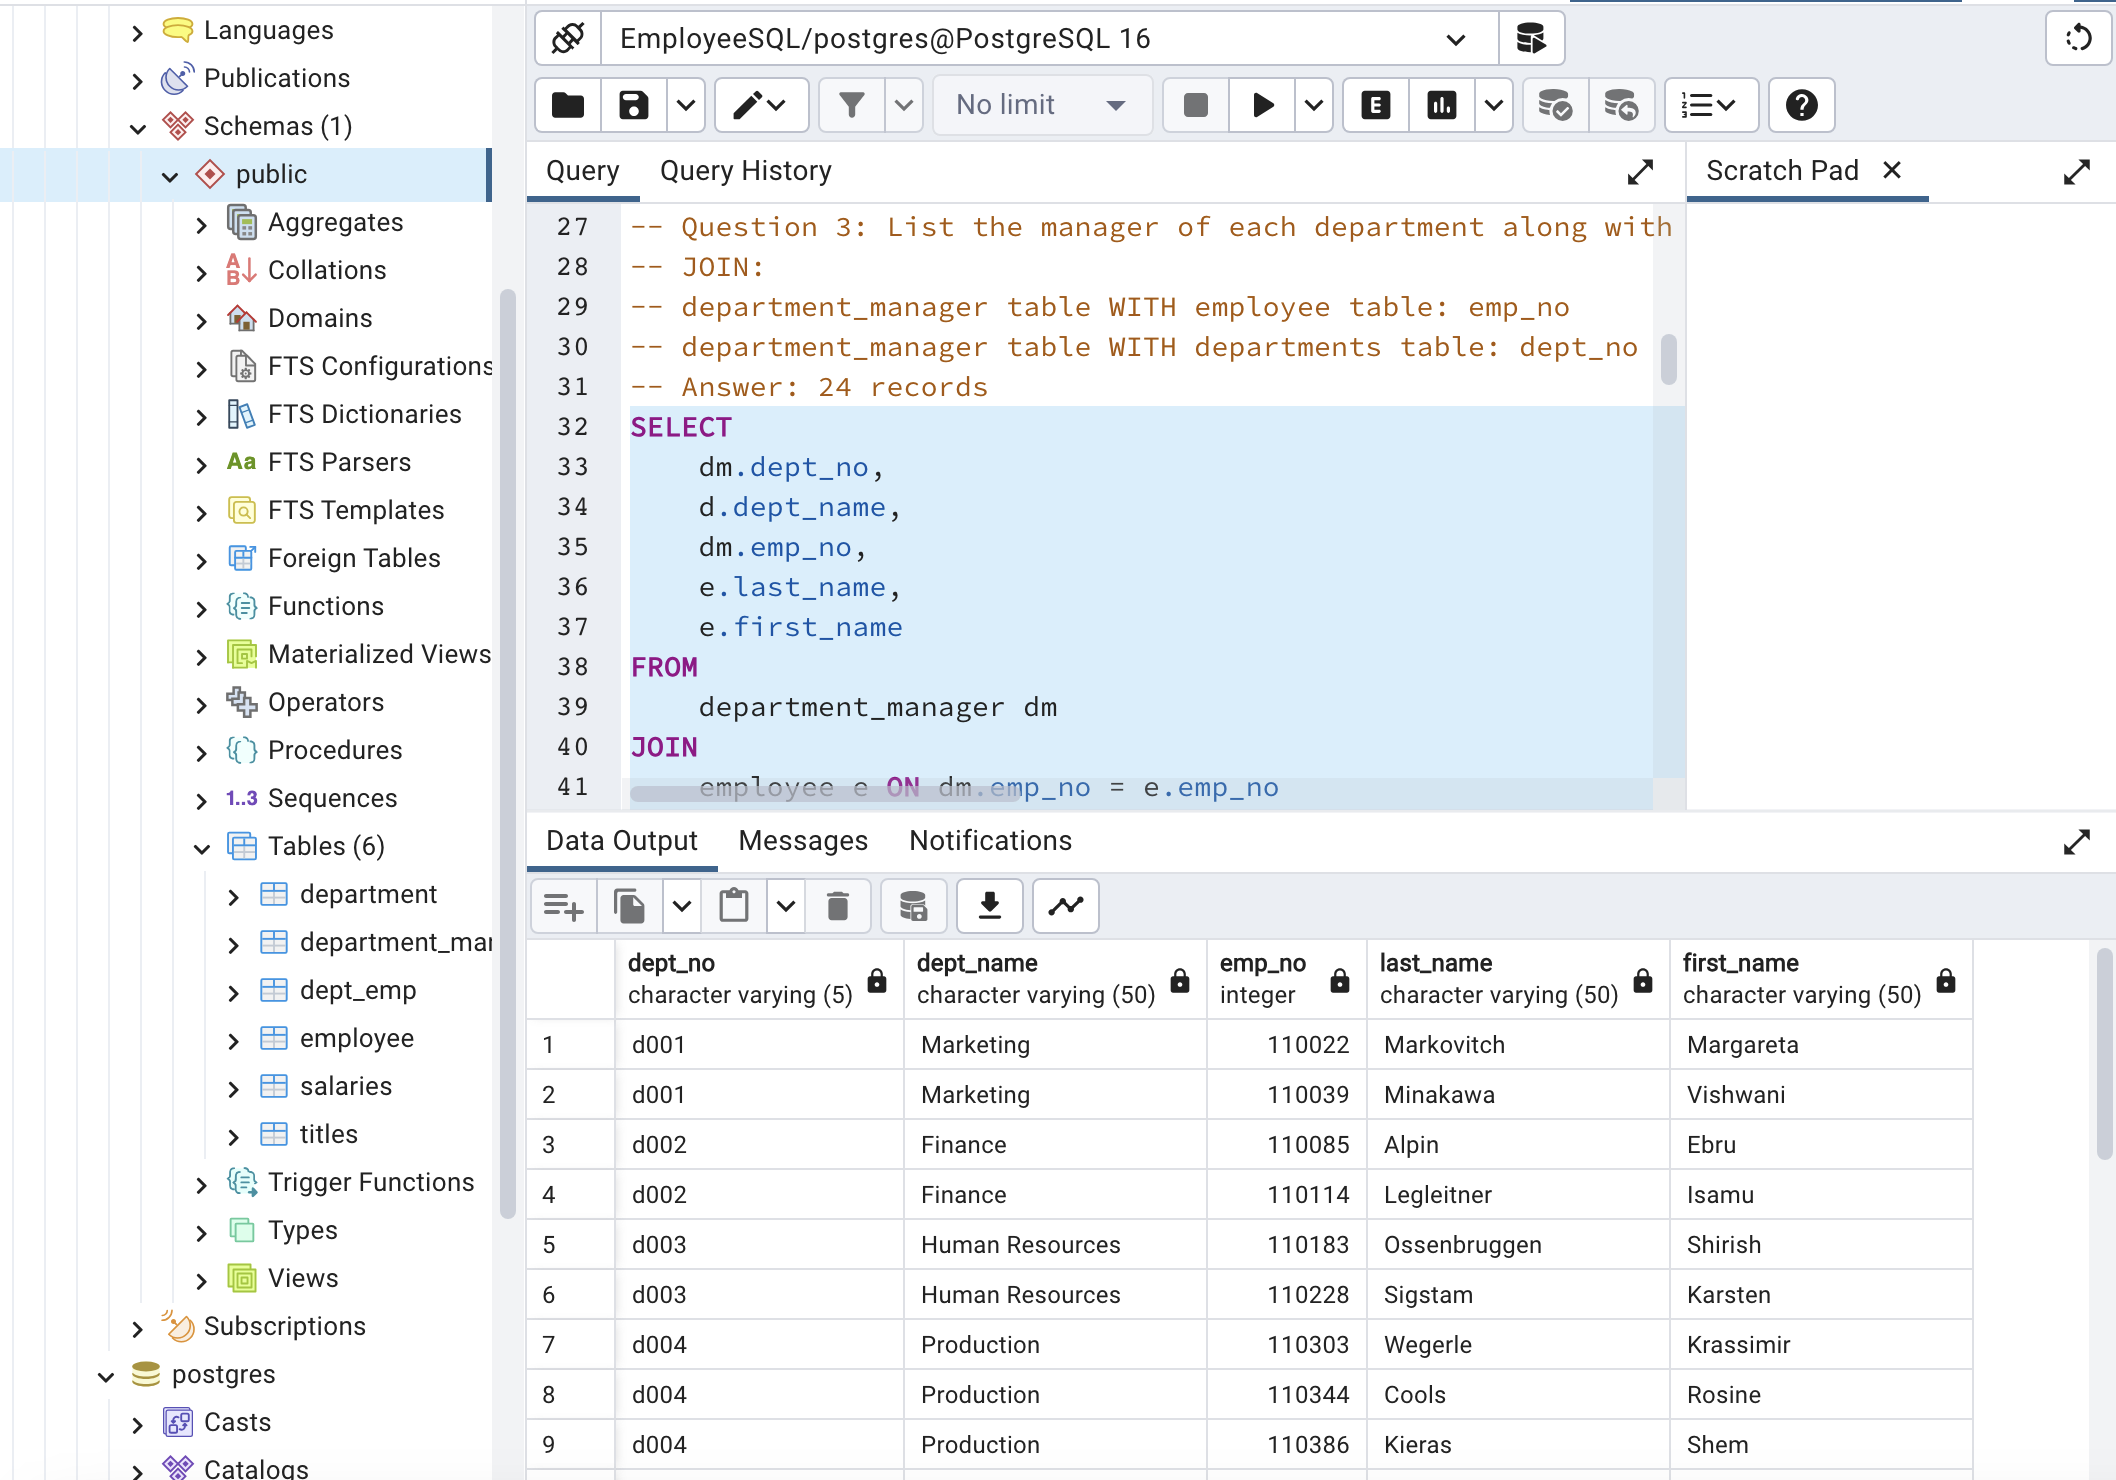 Languages
Publications
Schemas (1)
public
Aggregates
Collations
Domains
FTS Configurations
FTS Dictionaries
Aa FTS Parsers
FTS Templates
Foreign Tables
Functions
Materialized Views
Operators
Procedures
1..3 Sequences
Tables (6)
department
department_mar
dept_emp
employee
salaries
titles
Trigger Functions
Types
Views
Subscriptions
postgres
Casts
Catalogs
EmployeeSQL/postgres@PostgreSQL 16
No limit
E
Query Query History
Scratch Pad
27 -- Question 3: List the manager of each department along with
28 -- JOIN:
29 -- department_manager table WITH employee table: emp_no
30 -- department_manager table WITH departments table: dept_no
31 -- Answer: 24 records
32 SELECT
33 dm.dept_no,
34 d.dept_name,
35 dm.emp_no,
36 e.last_name,
37 e.first_name
38 FROM
39 department_manager dm
40 JOIN
41 employee e ON dm.emp_no = e.emp_no
Data Output Messages Notifications
dept_no dept_name emp_no last_name first_name
character varying (5) character varying (50) integer character varying (50) character varying (50)
1 d001 Marketing 110022 Markovitch Margareta
2 d001 Marketing 110039 Minakawa Vishwani
3 d002 Finance 110085 Alpin Ebru
4 d002 Finance 110114 Legleitner Isamu
5 d003 Human Resources 110183 Ossenbruggen Shirish
6 d003 Human Resources 110228 Sigstam Karsten
7 d004 Production 110303 Wegerle Krassimir
8 d004 Production 110344 Cools Rosine
9 d004 Production 110386 Kieras Shem